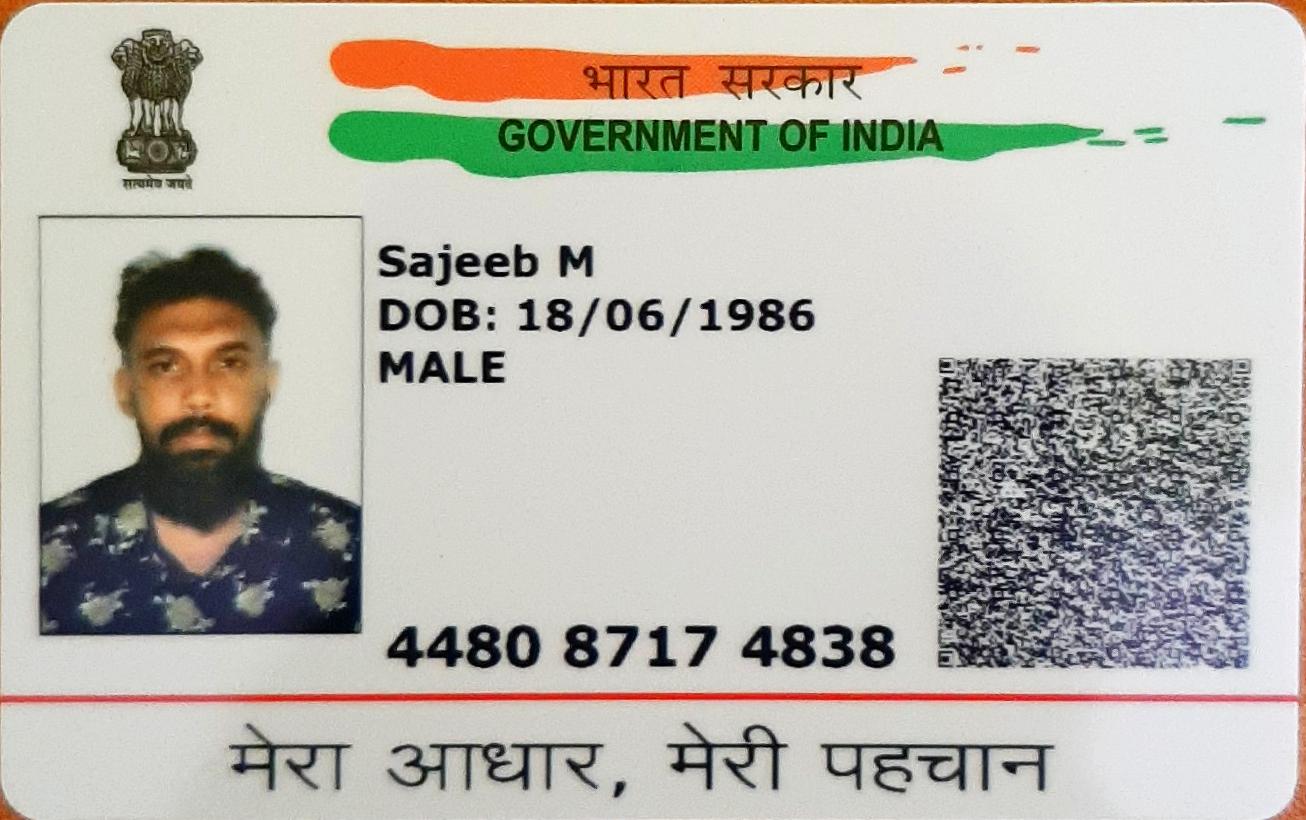 भारत सरकार
GOVERNMENT OF INDIA
सत्यमेव जयते
Sajeeb M
DOB: 18/06/1986
MALE
4480 8717 4838
मेरा आधार, मेरी पहचान